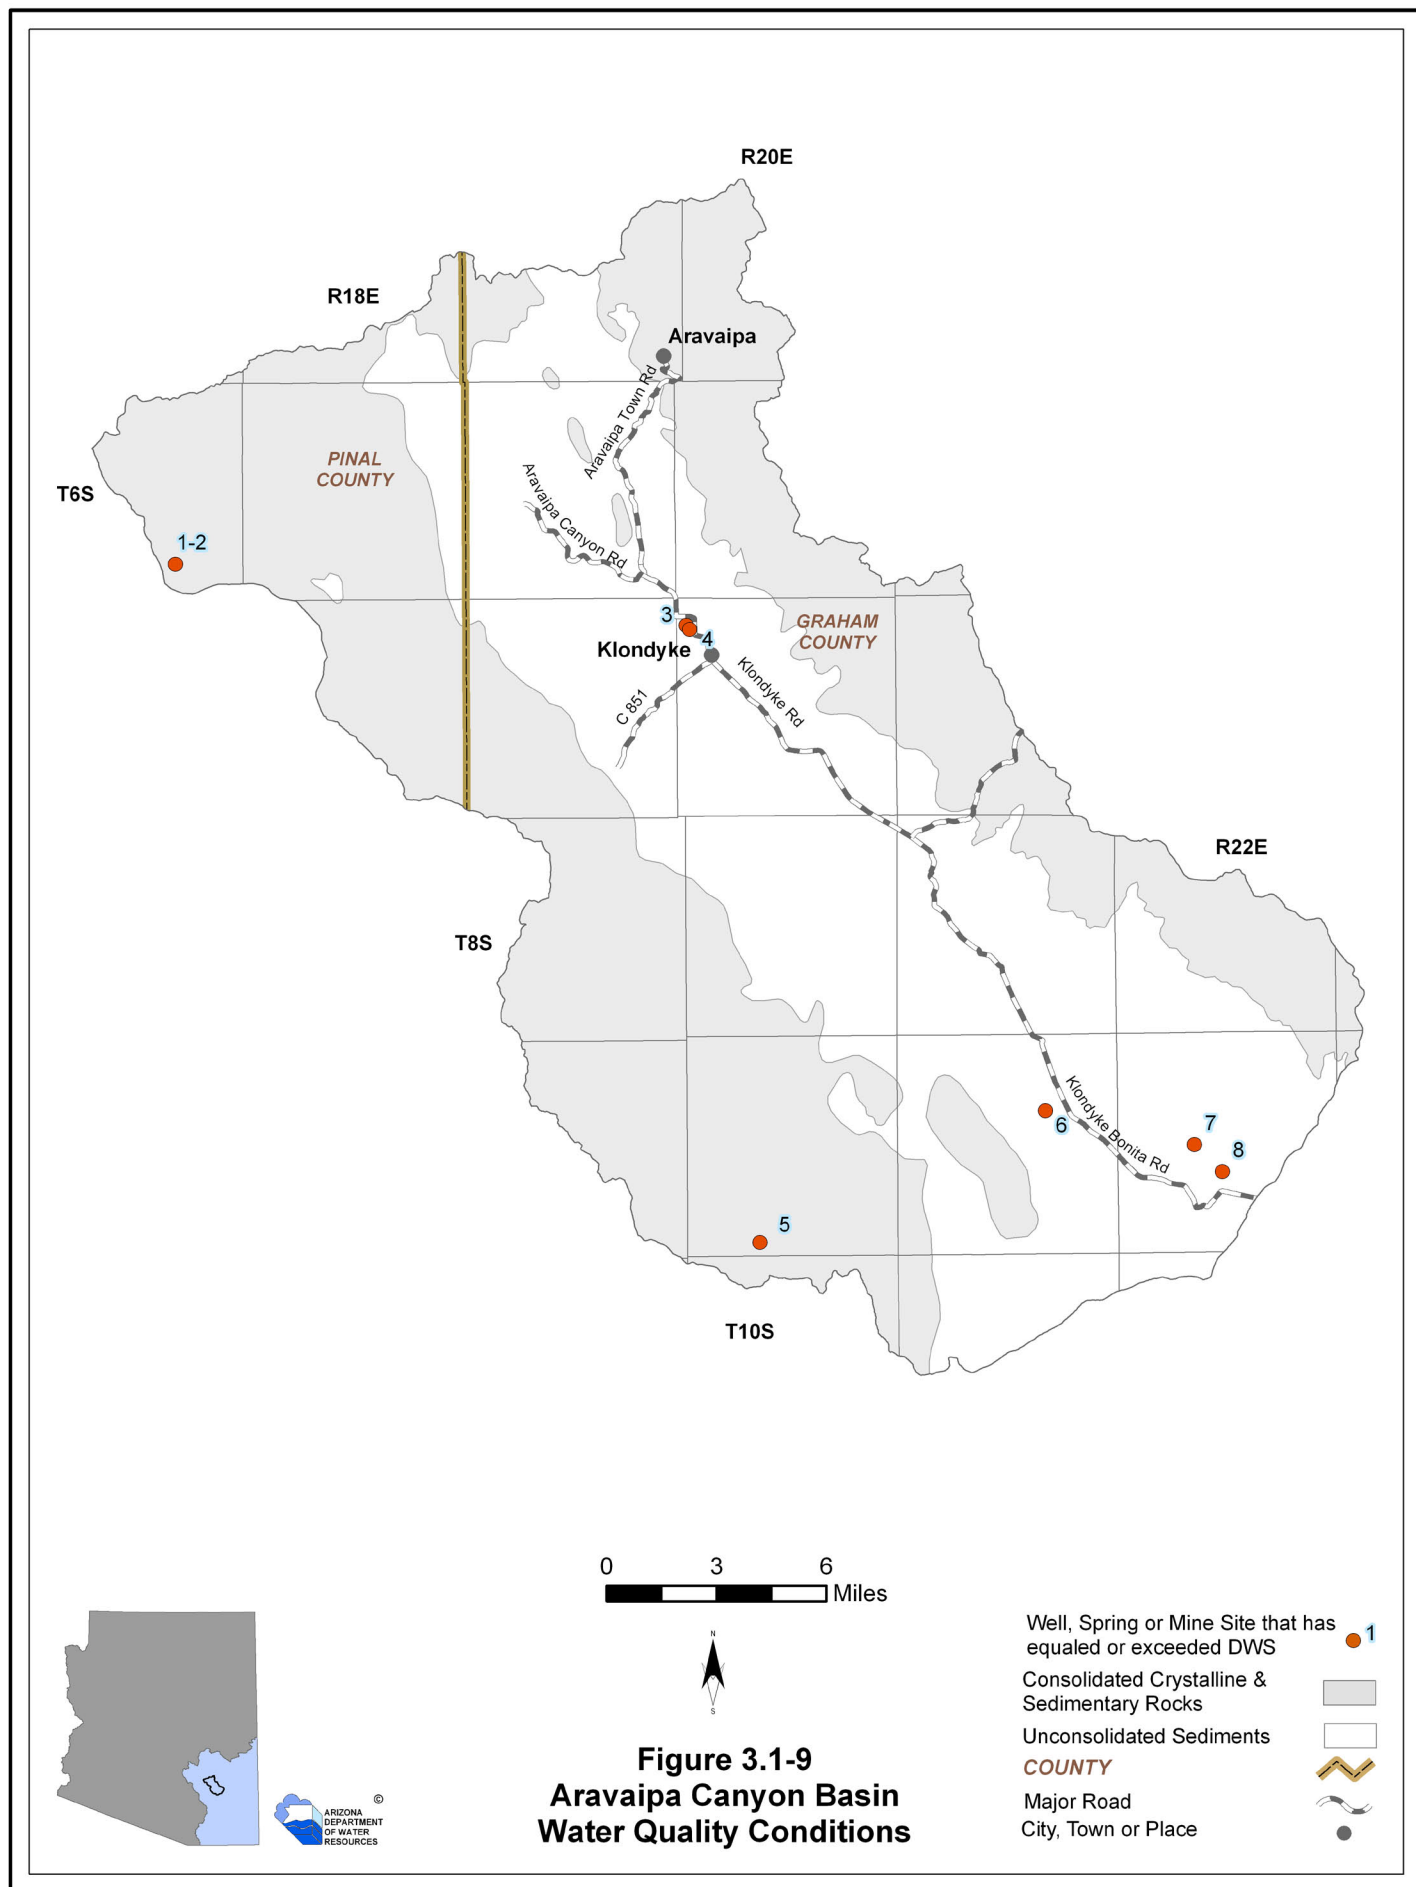 R20E
R18E
Aravaipa
Aravaipa Town Rd
PINAL
COUNTY
T6S
Aravaipa Canyon Rd
1-2
3
GRAHAM
COUNTY
4
Klondyke
Klondyke Rd
C 851
R22E
T8S
Klondyke Bonita Rd
6
7
8
5
T10S
0 3 6
Miles
N
S
Figure 3.1-9
Aravaipa Canyon Basin
Water Quality Conditions
©
ARIZONA
DEPARTMENT
OF WATER
RESOURCES
Well, Spring or Mine Site that has
equaled or exceeded DWS
1
Consolidated Crystalline &
Sedimentary Rocks
Unconsolidated Sediments
COUNTY
Major Road
City, Town or Place